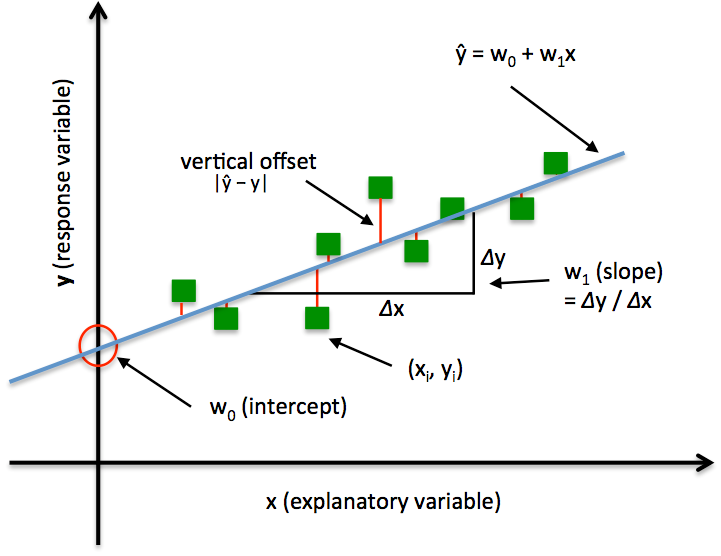 ŷ = w₀ + w₁x
vertical offset
|ŷ − y|
y (response variable)
Δy
w₁ (slope)
= Δy / Δx
Δx
(xᵢ, yᵢ)
w₀ (intercept)
x (explanatory variable)